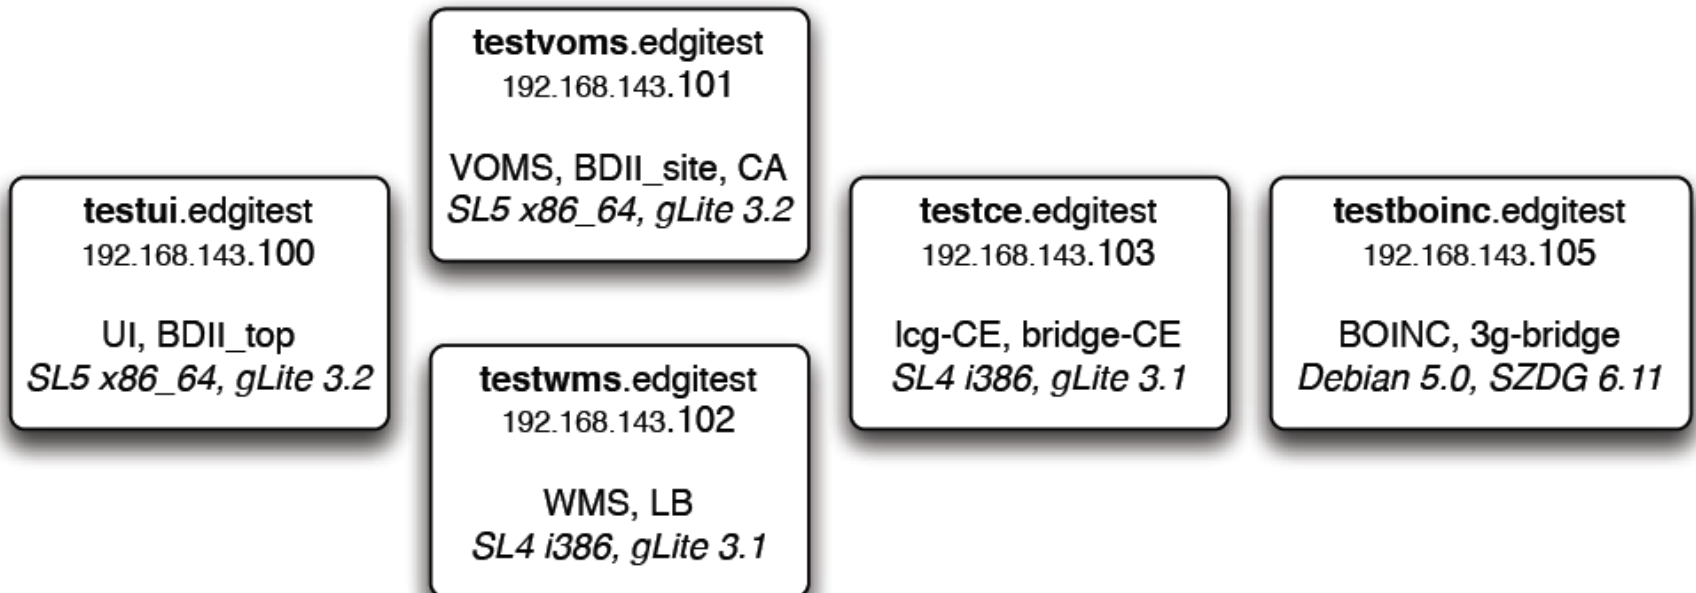 testvoms.edgitest
192.168.143.101
VOMS, BDII_site, CA
SL5 x86_64, gLite 3.2
testui.edgitest
192.168.143.100
UI, BDII_top
SL5 x86_64, gLite 3.2
testwms.edgitest
192.168.143.102
WMS, LB
SL4 i386, gLite 3.1
testce.edgitest
192.168.143.103
lcg-CE, bridge-CE
SL4 i386, gLite 3.1
testboinc.edgitest
192.168.143.105
BOINC, 3g-bridge
Debian 5.0, SZDG 6.11